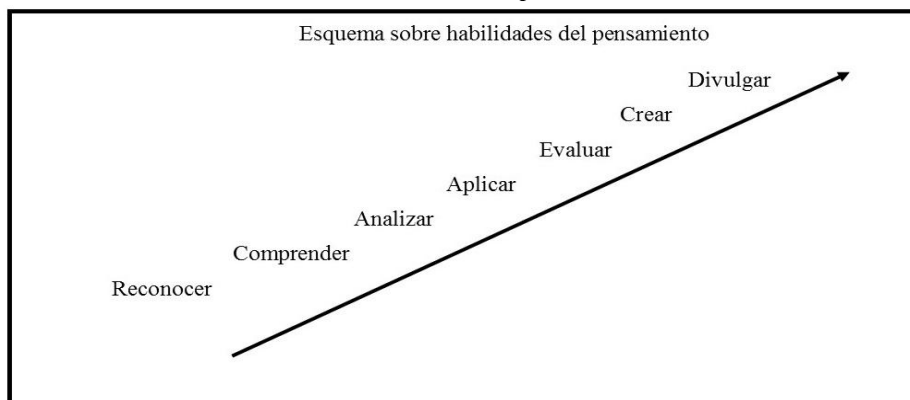 Esquema sobre habilidades del pensamiento
Divulgar
Crear
Evaluar
Aplicar
Analizar
Comprender
Reconocer